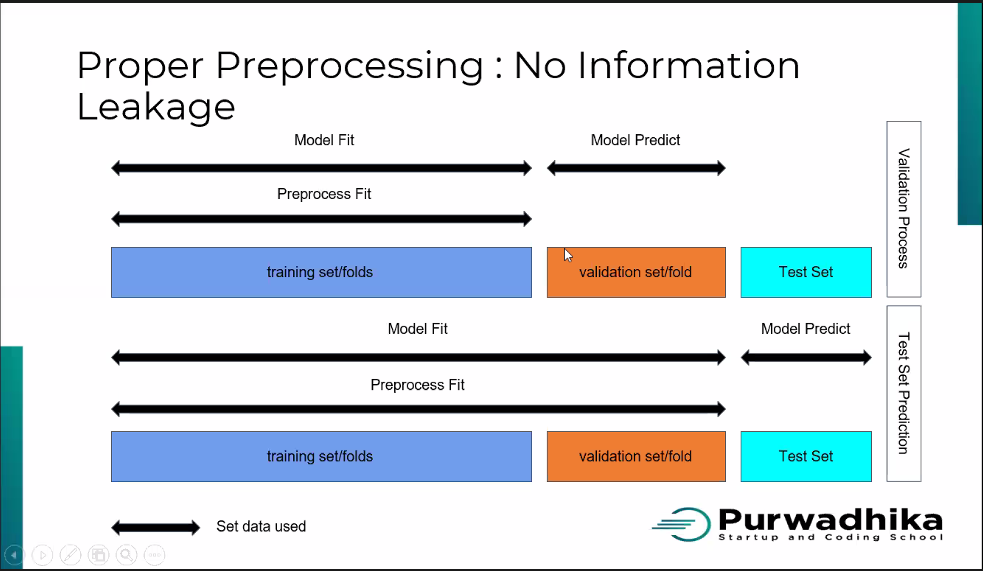 Proper Preprocessing : No Information
Leakage
Model Fit
Model Predict
Preprocess Fit
training set/folds
validation set/fold
Test Set
Validation Process
Model Fit
Model Predict
Preprocess Fit
training set/folds
validation set/fold
Test Set
Test Set Prediction
Set data used
Purwadhika
Startup and Coding School